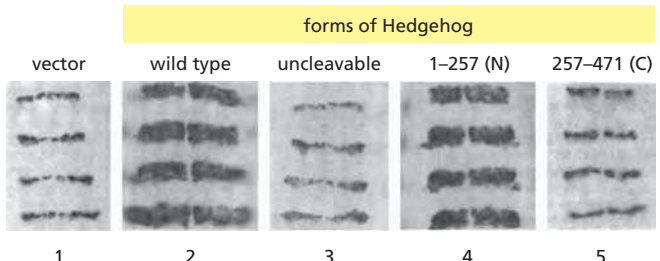 forms of Hedgehog
vector wild type uncleavable 1–257 (N) 257–471 (C)
1 2 3 4 5